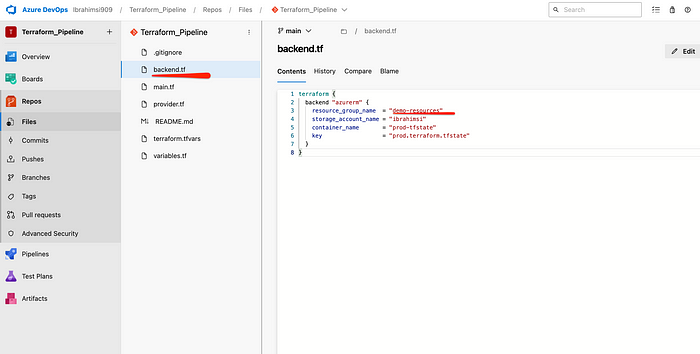 Azure DevOps Ibrahimsi909 / Terraform_Pipeline / Repos / Files / Terraform_Pipeline
Search
T Terraform_Pipeline
Overview
Boards
Repos
Files
Commits
Pushes
Branches
Tags
Pull requests
Advanced Security
Pipelines
Test Plans
Artifacts
Terraform_Pipeline
.gitignore
backend.tf
main.tf
provider.tf
M↓ README.md
terraform.tfvars
variables.tf
main / backend.tf
backend.tf
Edit
Contents History Compare Blame
1 terraform {
2 backend "azurerm" {
3 resource_group_name = "demo-resources"
4 storage_account_name = "ibrahimsi"
5 container_name = "prod-tfstate"
6 key = "prod.terraform.tfstate"
7 }
8 }